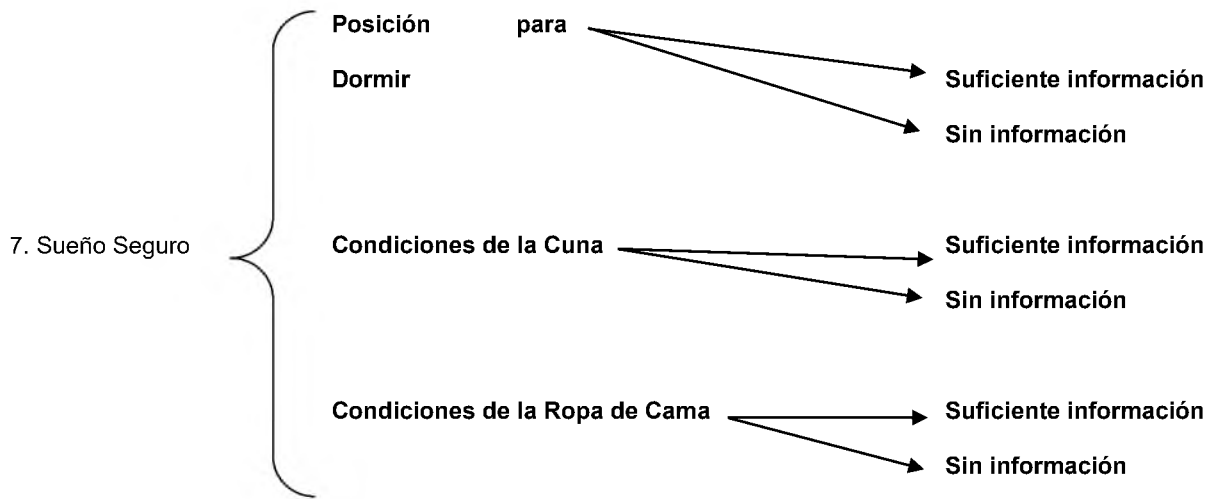 Posición para
Dormir
Suficiente información
Sin información
7. Sueño Seguro
Condiciones de la Cuna
Suficiente información
Sin información
Condiciones de la Ropa de Cama
Suficiente información
Sin información